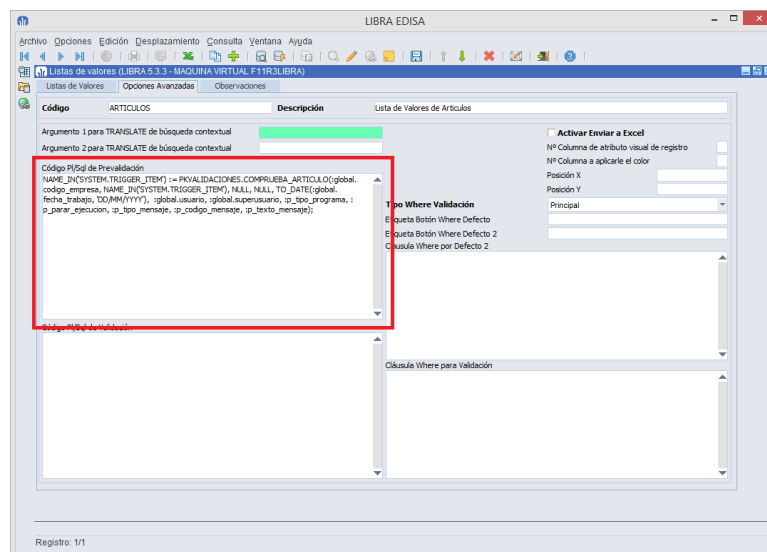 LIBRA EDISA
Archivo Opciones Edición Desplazamiento Consulta Ventana Ayuda
Listas de valores (LIBRA 5.3.3 - MAQUINA VIRTUAL F11R3LIBRA)
Listas de Valores Opciones Avanzadas Observaciones
Código ARTICULOS Descripción Lista de Valores de Articulos
Argumento 1 para TRANSLATE de búsqueda contextual
Argumento 2 para TRANSLATE de búsqueda contextual
Código Pl/Sql de Prevalidación
NAME_IN('SYSTEM.TRIGGER_ITEM') := PKVALIDACIONES.COMPRUEBA_ARTICULO(:global.
codigo_empresa, NAME_IN('SYSTEM.TRIGGER_ITEM'), NULL, NULL, TO_DATE(:global.
fecha_trabajo, 'DD/MM/YYYY'), :global.usuario, :global.superusuario, :p_tipo_programa, :
p_parar_ejecucion, :p_tipo_mensaje, :p_codigo_mensaje, :p_texto_mensaje);
Código Pl/Sql de Validación
Activar Enviar a Excel
Nº Columna de atributo visual de registro
Nº Columna a aplicarle el color
Posición X
Posición Y
Tipo Where Validación Principal
Etiqueta Botón Where Defecto
Etiqueta Botón Where Defecto 2
Cláusula Where por Defecto 2
Cláusula Where para Validación
Registro: 1/1